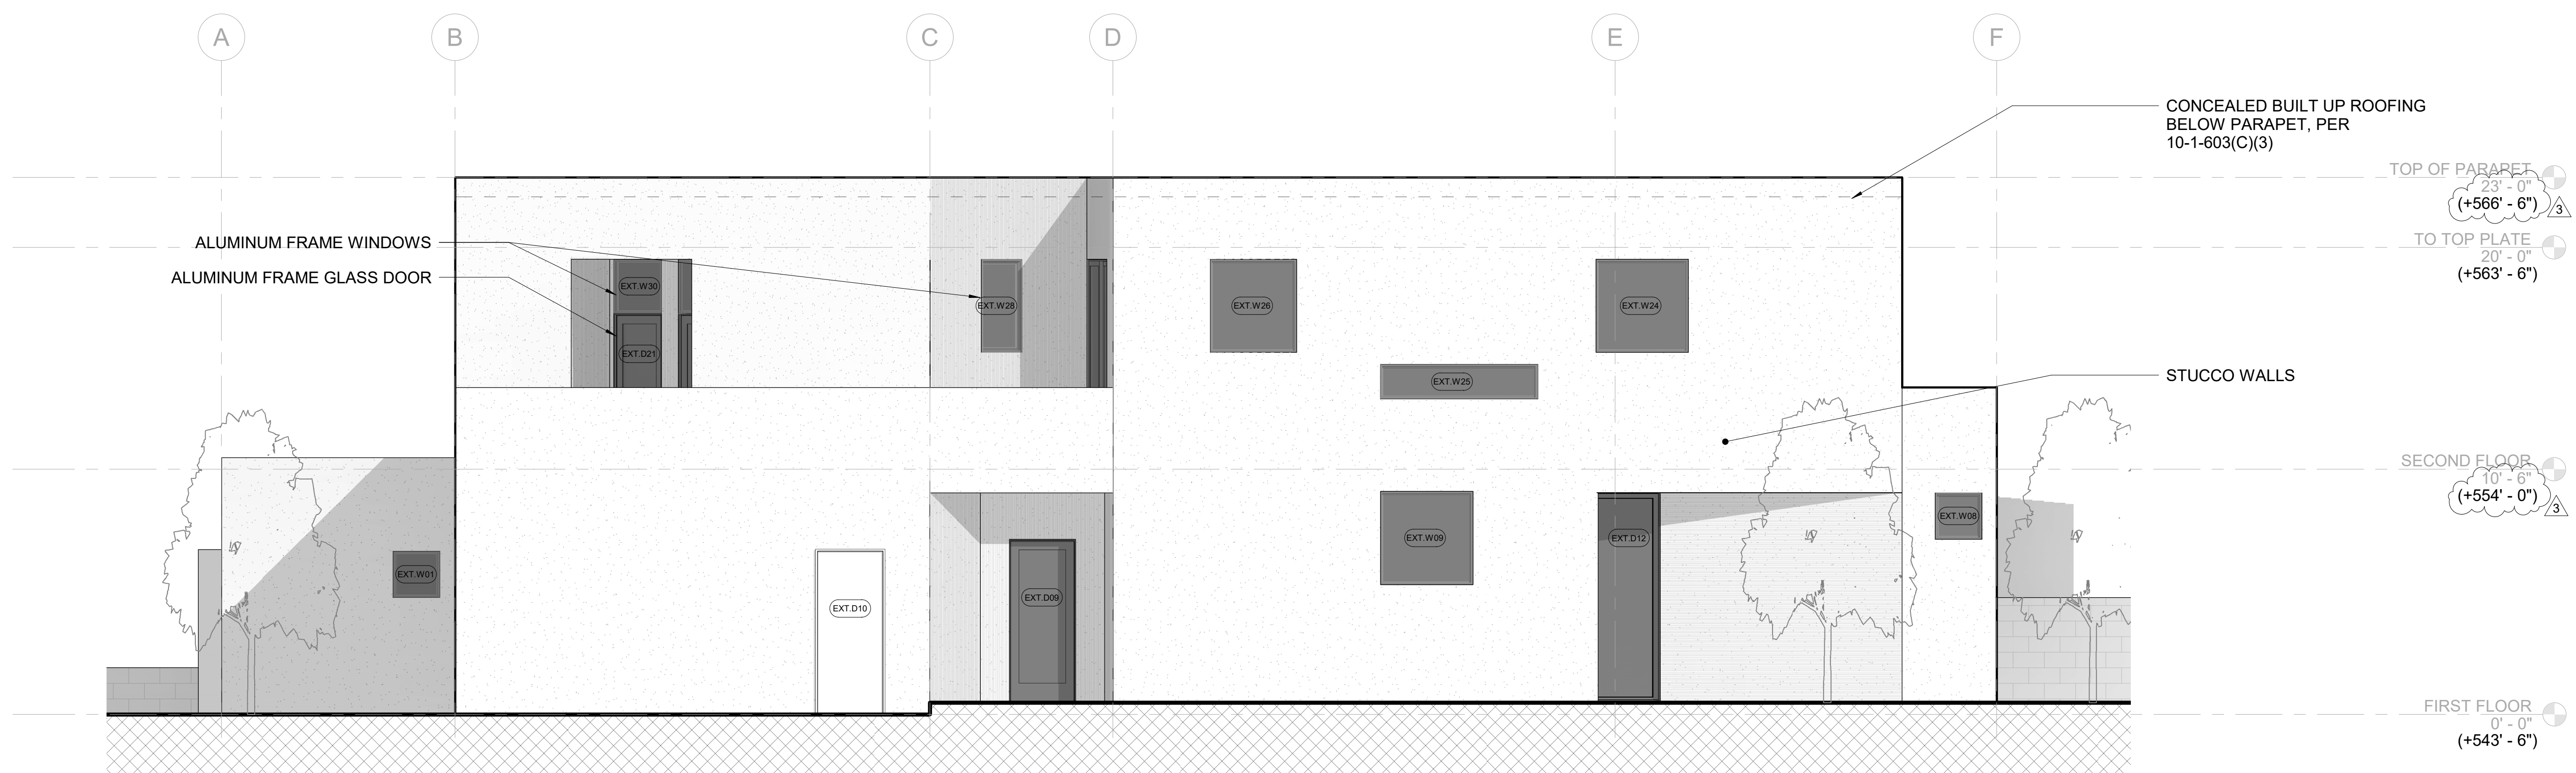 A
B
C
D
E
F
CONCEALED BUILT UP ROOFING
BELOW PARAPET, PER
10-1-603(C)(3)
TOP OF PARAPET
23' - 0"
(+566' - 6")
3
ALUMINUM FRAME WINDOWS
TO TOP PLATE
20' - 0"
(+563' - 6")
ALUMINUM FRAME GLASS DOOR
EXT.W30
EXT.W28
EXT.W26
EXT.W24
EXT.D21
EXT.W25
STUCCO WALLS
SECOND FLOOR
10' - 6"
(+554' - 0")
3
EXT.W08
EXT.W09
EXT.D12
EXT.W01
EXT.D09
EXT.D10
FIRST FLOOR
0' - 0"
(+543' - 6")